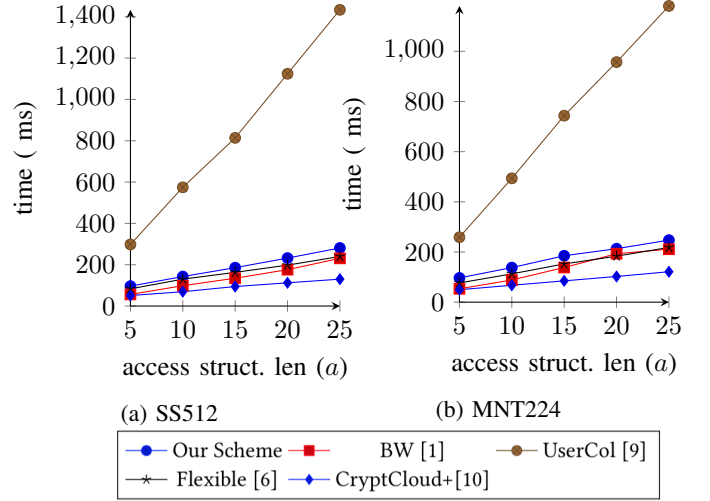 1,400
1,200
1,000
800
600
400
200
0
time ( ms)
5 10 15 20 25
access struct. len (a)
(a) SS512
1,000
800
600
400
200
0
time ( ms)
5 10 15 20 25
access struct. len (a)
(b) MNT224
Our Scheme BW [1] UserCol [9]
Flexible [6] CryptCloud+[10]